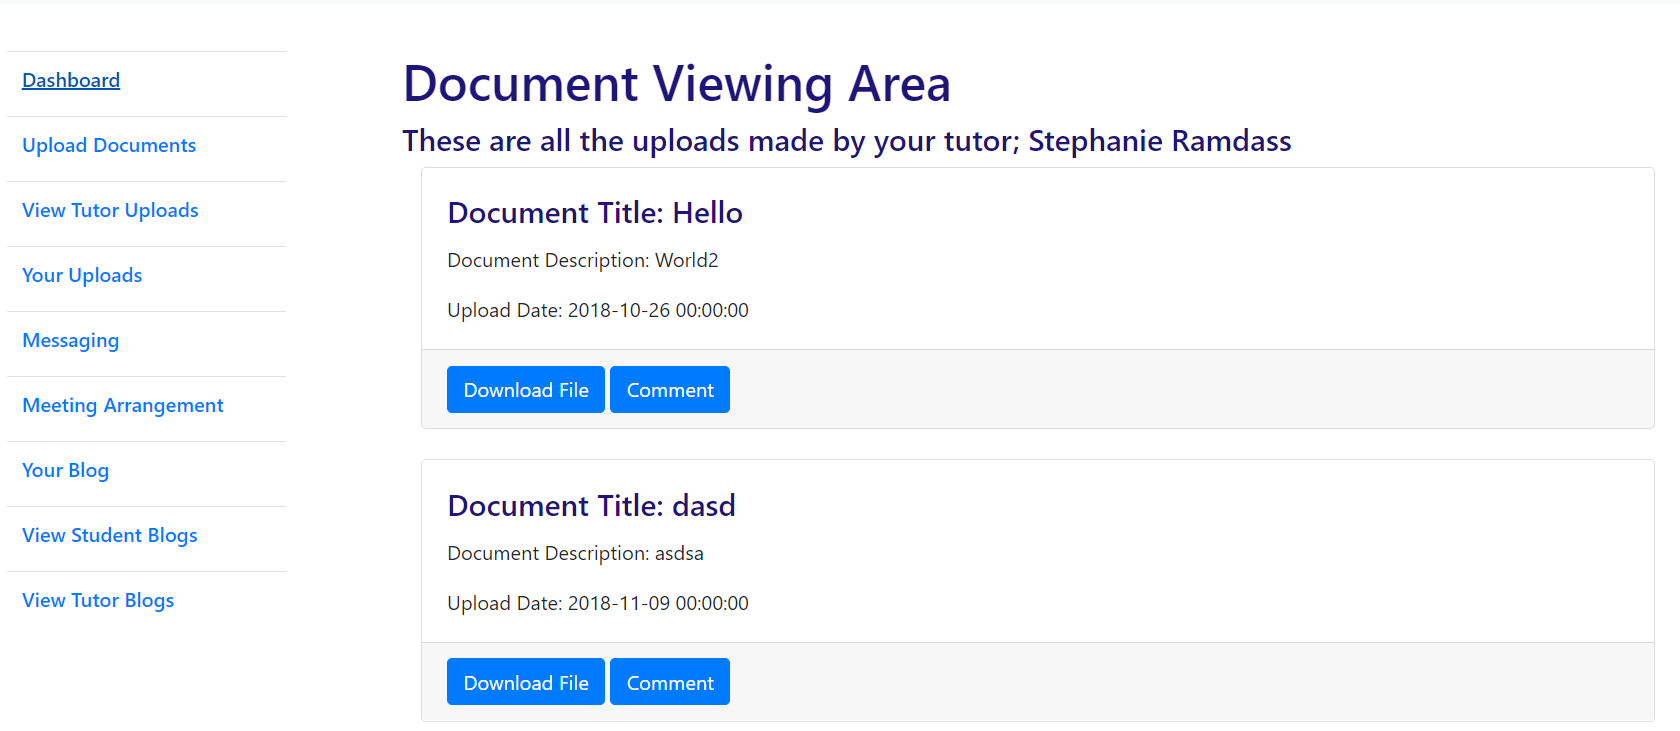 Dashboard
Upload Documents
View Tutor Uploads
Your Uploads
Messaging
Meeting Arrangement
Your Blog
View Student Blogs
View Tutor Blogs
Document Viewing Area
These are all the uploads made by your tutor; Stephanie Ramdass
Document Title: Hello
Document Description: World2
Upload Date: 2018-10-26 00:00:00
Download File Comment
Document Title: dasd
Document Description: asdsa
Upload Date: 2018-11-09 00:00:00
Download File Comment